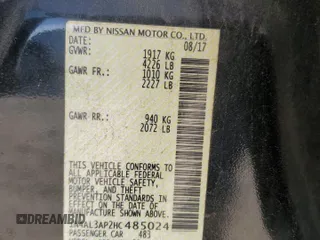 MFD BY NISSAN MOTOR CO., LTD.
DATE: 08/17
GVWR: 1917 KG
4226 LB
GAWR FR: 1010 KG
2227 LB
GAWR RR: 940 KG
2072 LB
THIS VEHICLE CONFORMS TO
ALL APPLICABLE FEDERAL MOTOR
VEHICLE SAFETY,
BUMPER, AND THEFT
PREVENTION STANDARDS
IN EFFECT ON THE DATE OF
MANUFACTURE SHOWN ABOVE.
1N4AL3AP2HC485024
PASSENGER CAR 483
DREAMBID